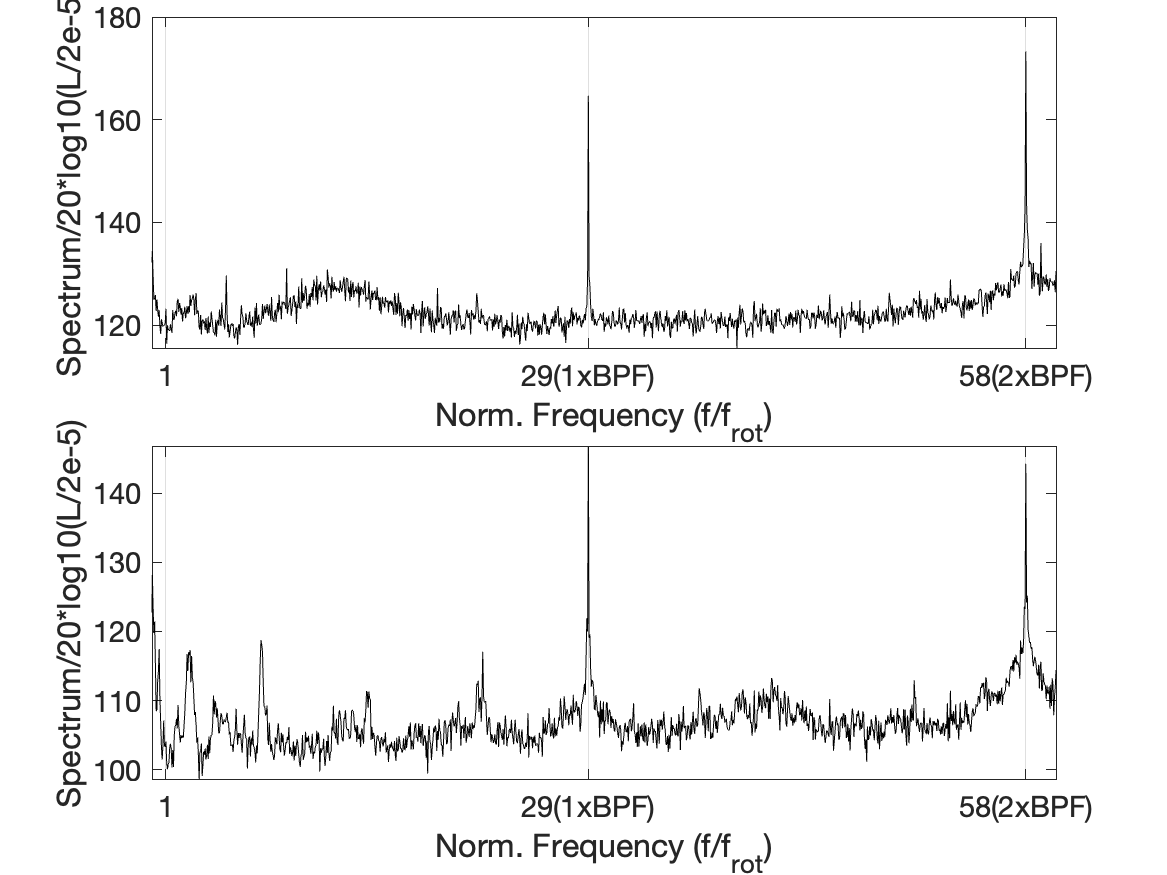 Spectrum/20*log10(L/2e-5
180
160
140
120
1
29(1xBPF)
58(2xBPF)
Norm. Frequency (f/f_rot)
Spectrum/20*log10(L/2e-5)
140
130
120
110
100
1
29(1xBPF)
58(2xBPF)
Norm. Frequency (f/f_rot)